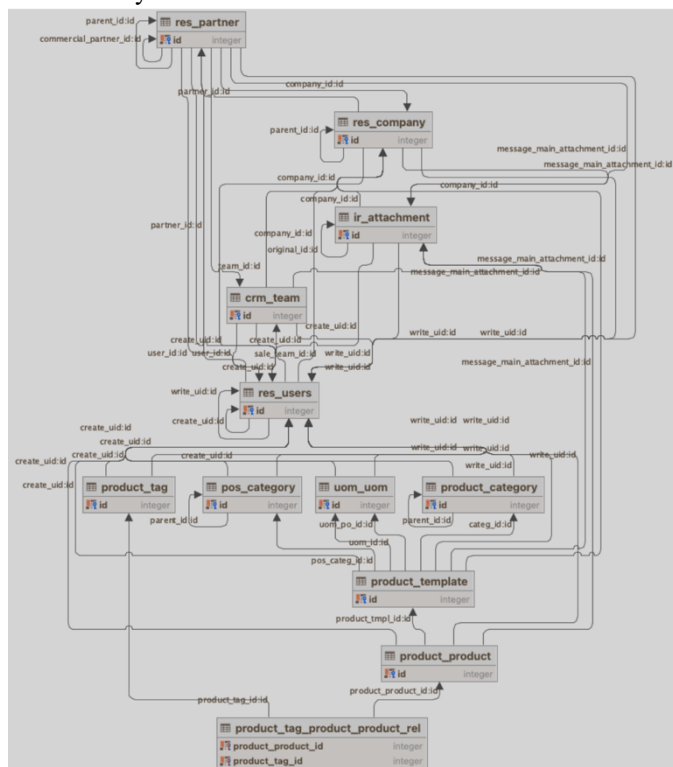 parent_id:id
res_partner
commercial_partner_id:id
id integer
company_id:id
partner_id:id
res_company
parent_id:id
id integer
message_main_attachment_id:id
message_main_attachment_id:id
company_id:id
company_id:id
company_id:id
ir_attachment
partner_id:id
company_id:id
id integer
original_id:id
message_main_attachment_id:id
team_id:id
message_main_attachment_id:id
crm_team
id integer
create_uid:id
write_uid:id write_uid:id
create_uid:id create_uid:id
user_id:id user_id:id sale_team_id:id write_uid:id
message_main_attachment_id:id
create_uid:id write_uid:id
res_users
write_uid:id
id integer
create_uid:id
write_uid:id write_uid:id
create_uid:id
create_uid:id
write_uid:id write_uid:id
create_uid:id create_uid:id create_uid:id write_uid:id
write_uid:id
create_uid:id
product_tag pos_category uom_uom product_category
id integer id integer id integer id integer
parent_id:id uom_po_id:id parent_id:id categ_id:id
uom_id:id
pos_categ_id:id
product_template
id integer
product_tmpl_id:id
product_product
id integer
product_tag_id:id product_product_id:id
product_tag_product_product_rel
product_product_id integer
product_tag_id integer